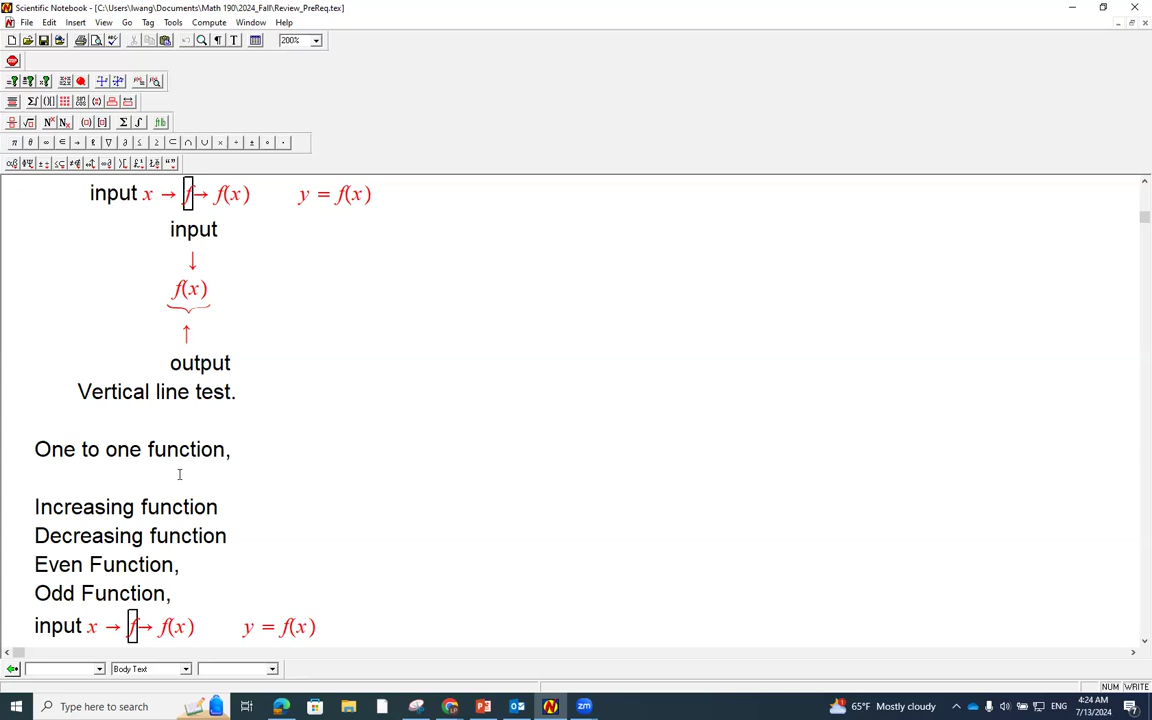 Scientific Notebook - [C:\Users\lwang\Documents\Math 190\2024_Fall\Review_PreReq.tex]
File Edit Insert View Go Tag Tools Compute Window Help
200%
input x → f → f(x) y = f(x)
input
↓
f(x)
↑
output
Vertical line test.
One to one function,
Increasing function
Decreasing function
Even Function,
Odd Function,
input x → f → f(x) y = f(x)
Body Text
NUM WRITE
Type here to search
65°F Mostly cloudy
ENG
4:24 AM
7/13/2024